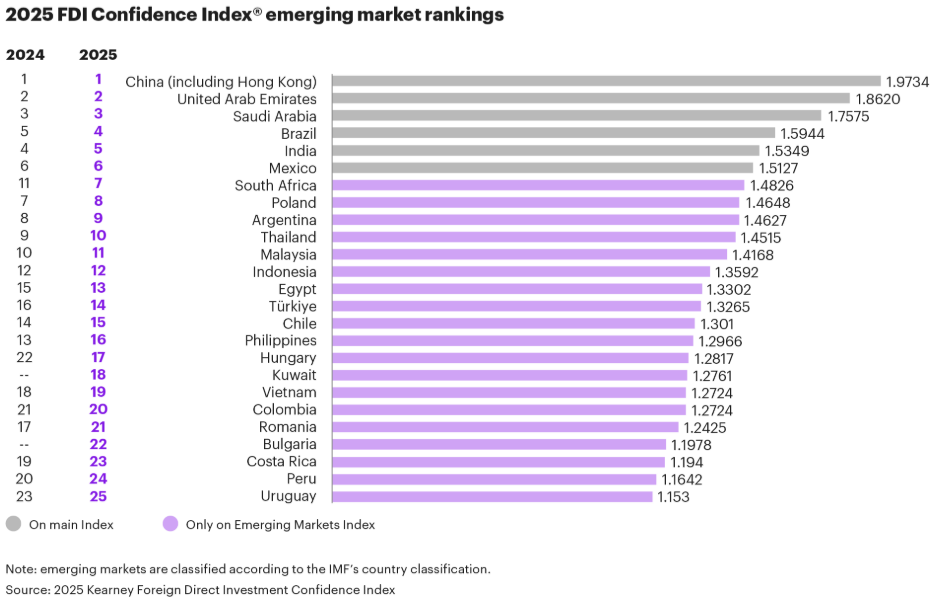 2025 FDI Confidence Index® emerging market rankings
2024 2025
1 1 China (including Hong Kong) 1.9734
2 2 United Arab Emirates 1.8620
3 3 Saudi Arabia 1.7575
5 4 Brazil 1.5944
4 5 India 1.5349
6 6 Mexico 1.5127
11 7 South Africa 1.4826
7 8 Poland 1.4648
8 9 Argentina 1.4627
9 10 Thailand 1.4515
10 11 Malaysia 1.4168
12 12 Indonesia 1.3592
15 13 Egypt 1.3302
16 14 Türkiye 1.3265
14 15 Chile 1.301
13 16 Philippines 1.2966
22 17 Hungary 1.2817
-- 18 Kuwait 1.2761
18 19 Vietnam 1.2724
21 20 Colombia 1.2724
17 21 Romania 1.2425
-- 22 Bulgaria 1.1978
19 23 Costa Rica 1.194
20 24 Peru 1.1642
23 25 Uruguay 1.153
On main Index Only on Emerging Markets Index
Note: emerging markets are classified according to the IMF’s country classification.
Source: 2025 Kearney Foreign Direct Investment Confidence Index